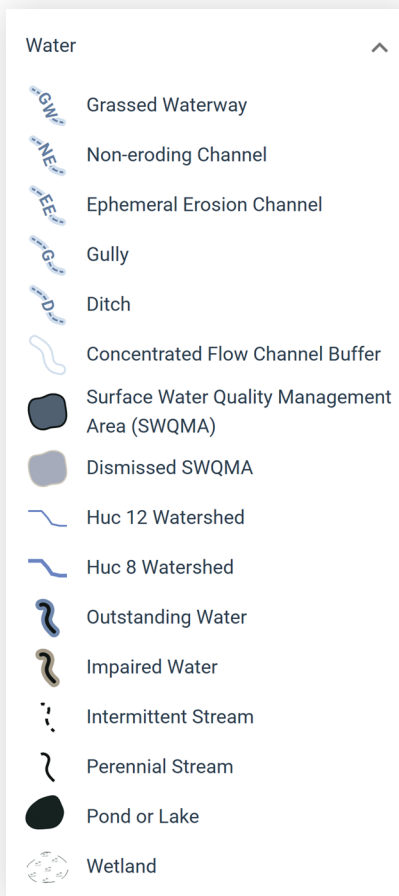 Water
GW
Grassed Waterway
NE
Non-eroding Channel
EE
Ephemeral Erosion Channel
G
Gully
D
Ditch
Concentrated Flow Channel Buffer
Surface Water Quality Management
Area (SWQMA)
Dismissed SWQMA
Huc 12 Watershed
Huc 8 Watershed
Outstanding Water
Impaired Water
Intermittent Stream
Perennial Stream
Pond or Lake
Wetland